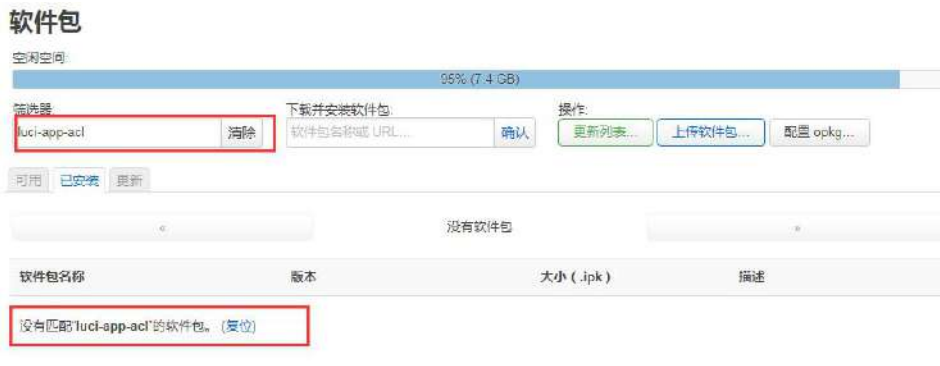 软件包
空闲空间:
95% (7.4 GB)
筛选器: 下载并安装软件包: 操作:
luci-app-acl 清除 软件包名称或 URL... 确认 更新列表... 上传软件包... 配置 opkg...
可用 已安装 更新
« 没有软件包 »
软件包名称 版本 大小 ( .ipk ) 描述
没有匹配"luci-app-acl"的软件包。 (复位)